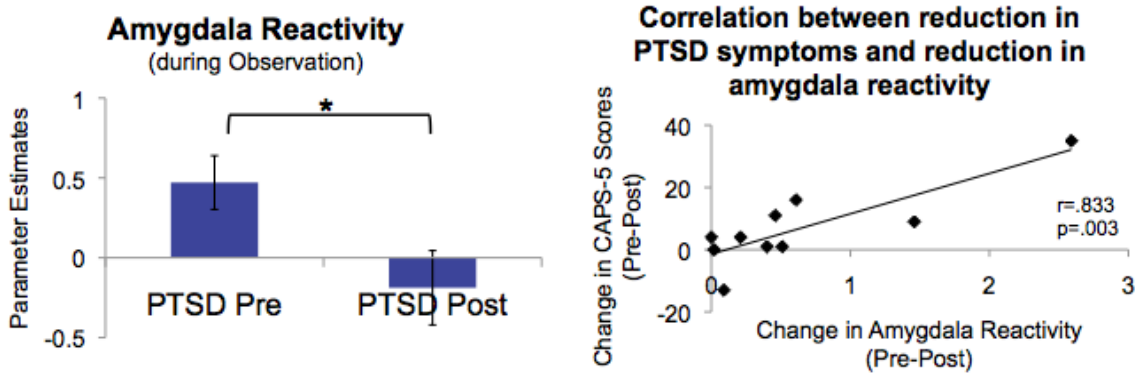 Amygdala Reactivity
(during Observation)
Parameter Estimates
1
*
0.5
0
-0.5
PTSD Pre
PTSD Post
Correlation between reduction in
PTSD symptoms and reduction in
amygdala reactivity
Change in CAPS-5 Scores
(Pre-Post)
40
20
0
-20
0
1
2
3
r=.833
p=.003
Change in Amygdala Reactivity
(Pre-Post)